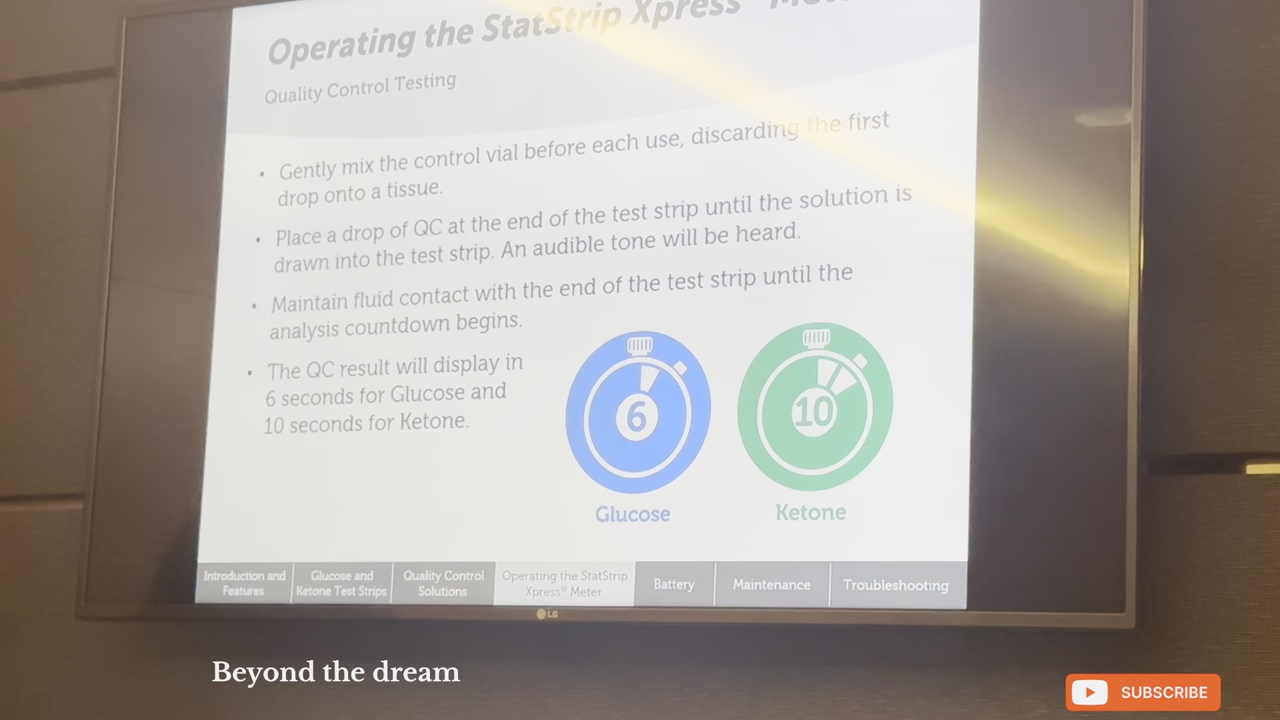 Operating the StatStrip Xpress® Meter
Quality Control Testing
• Gently mix the control vial before each use, discarding the first
drop onto a tissue.
• Place a drop of QC at the end of the test strip until the solution is
drawn into the test strip. An audible tone will be heard.
• Maintain fluid contact with the end of the test strip until the
analysis countdown begins.
• The QC result will display in
6 seconds for Glucose and
10 seconds for Ketone.
6
10
Glucose
Ketone
Introduction and
Features
Glucose and
Ketone Test Strips
Quality Control
Solutions
Operating the StatStrip
Xpress® Meter
Battery
Maintenance
Troubleshooting
LG
Beyond the dream
SUBSCRIBE